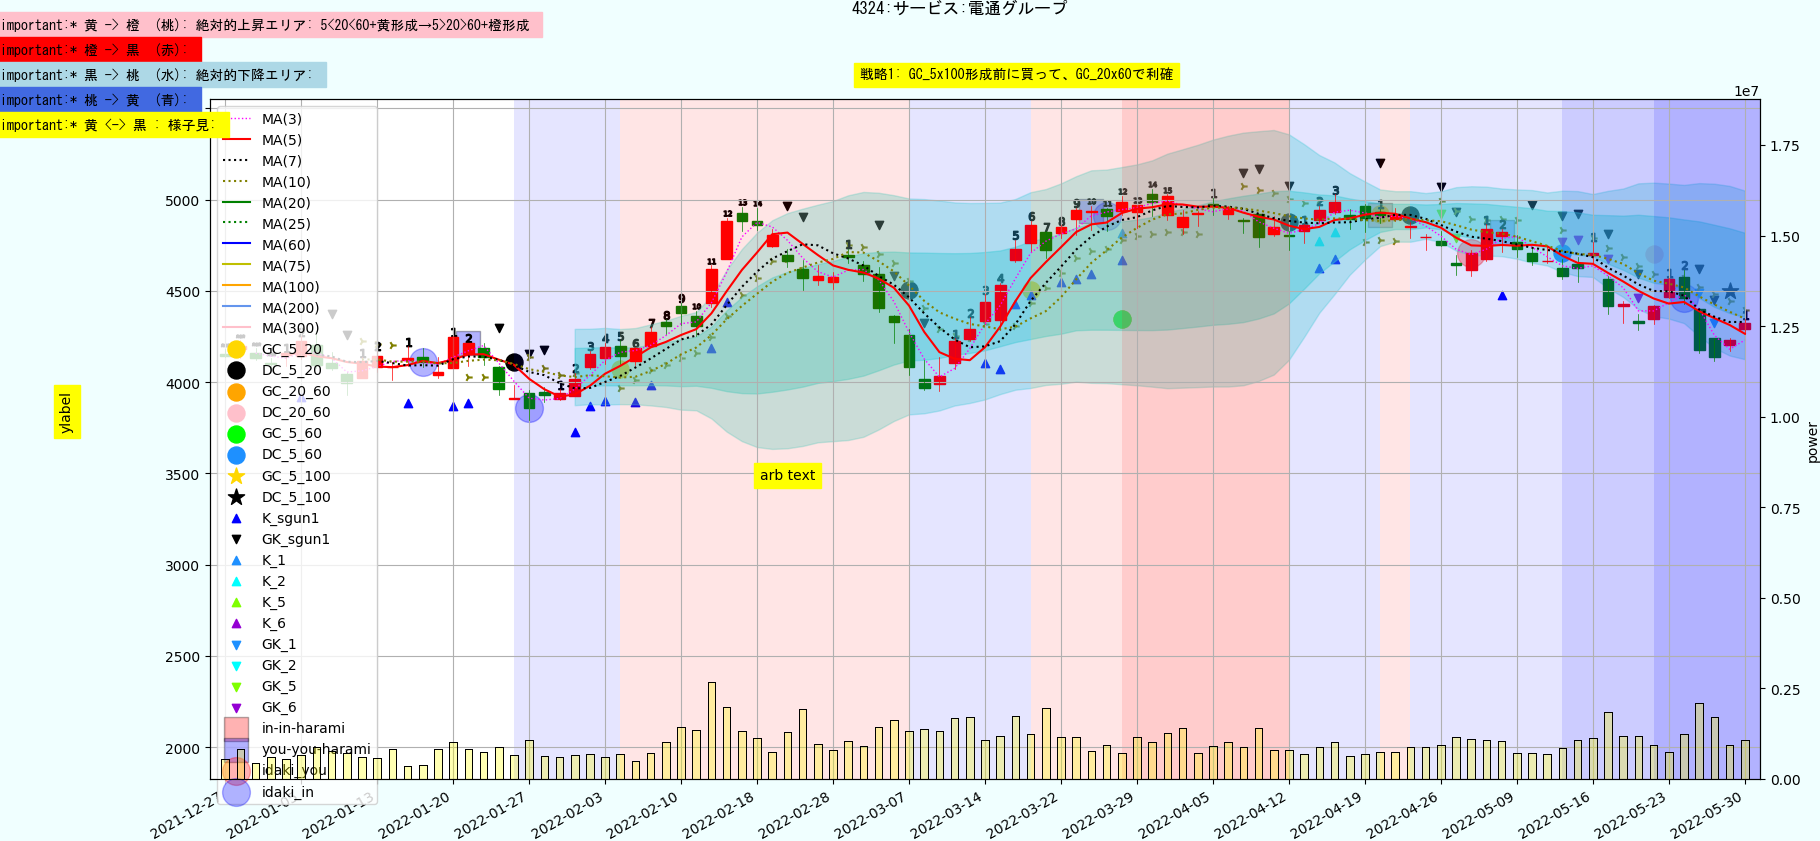 4324:サービス:電通グループ
important:* 黄 -> 橙 (桃): 絶対的上昇エリア: 5<20<60+黄形成→5>20>60+橙形成
important:* 橙 -> 黒 (赤):
important:* 黒 -> 桃 (水): 絶対的下降エリア:
important:* 桃 -> 黄 (青):
important:* 黄 <-> 黒 : 様子見:
戦略1: GC_5x100形成前に買って、GC_20x60で利確
1e7
MA(3)
MA(5)
MA(7)
MA(10)
MA(20)
MA(25)
MA(60)
MA(75)
MA(100)
MA(200)
MA(300)
GC_5_20
DC_5_20
GC_20_60
DC_20_60
GC_5_60
DC_5_60
GC_5_100
DC_5_100
K_sgun1
GK_sgun1
K_1
K_2
K_5
K_6
GK_1
GK_2
GK_5
GK_6
in-in-harami
you-you-harami
idaki_you
idaki_in
5000
4500
4000
3500
3000
2500
2000
ylabel
arb text
1.75
1.50
1.25
1.00
0.75
0.50
0.25
0.00
power
2021-12-27
2022-01-13
2022-01-20
2022-01-27
2022-02-03
2022-02-10
2022-02-18
2022-02-28
2022-03-07
2022-03-14
2022-03-22
2022-03-29
2022-04-05
2022-04-12
2022-04-19
2022-04-26
2022-05-09
2022-05-16
2022-05-23
2022-05-30